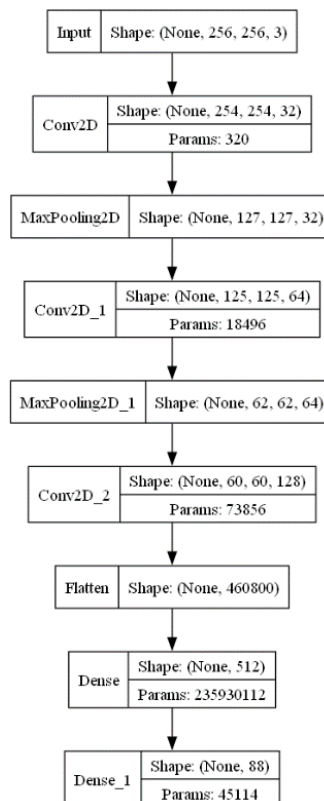 Input Shape: (None, 256, 256, 3)
Conv2D Shape: (None, 254, 254, 32)
Params: 320
MaxPooling2D Shape: (None, 127, 127, 32)
Conv2D_1 Shape: (None, 125, 125, 64)
Params: 18496
MaxPooling2D_1 Shape: (None, 62, 62, 64)
Conv2D_2 Shape: (None, 60, 60, 128)
Params: 73856
Flatten Shape: (None, 460800)
Dense Shape: (None, 512)
Params: 235930112
Dense_1 Shape: (None, 88)
Params: 45114